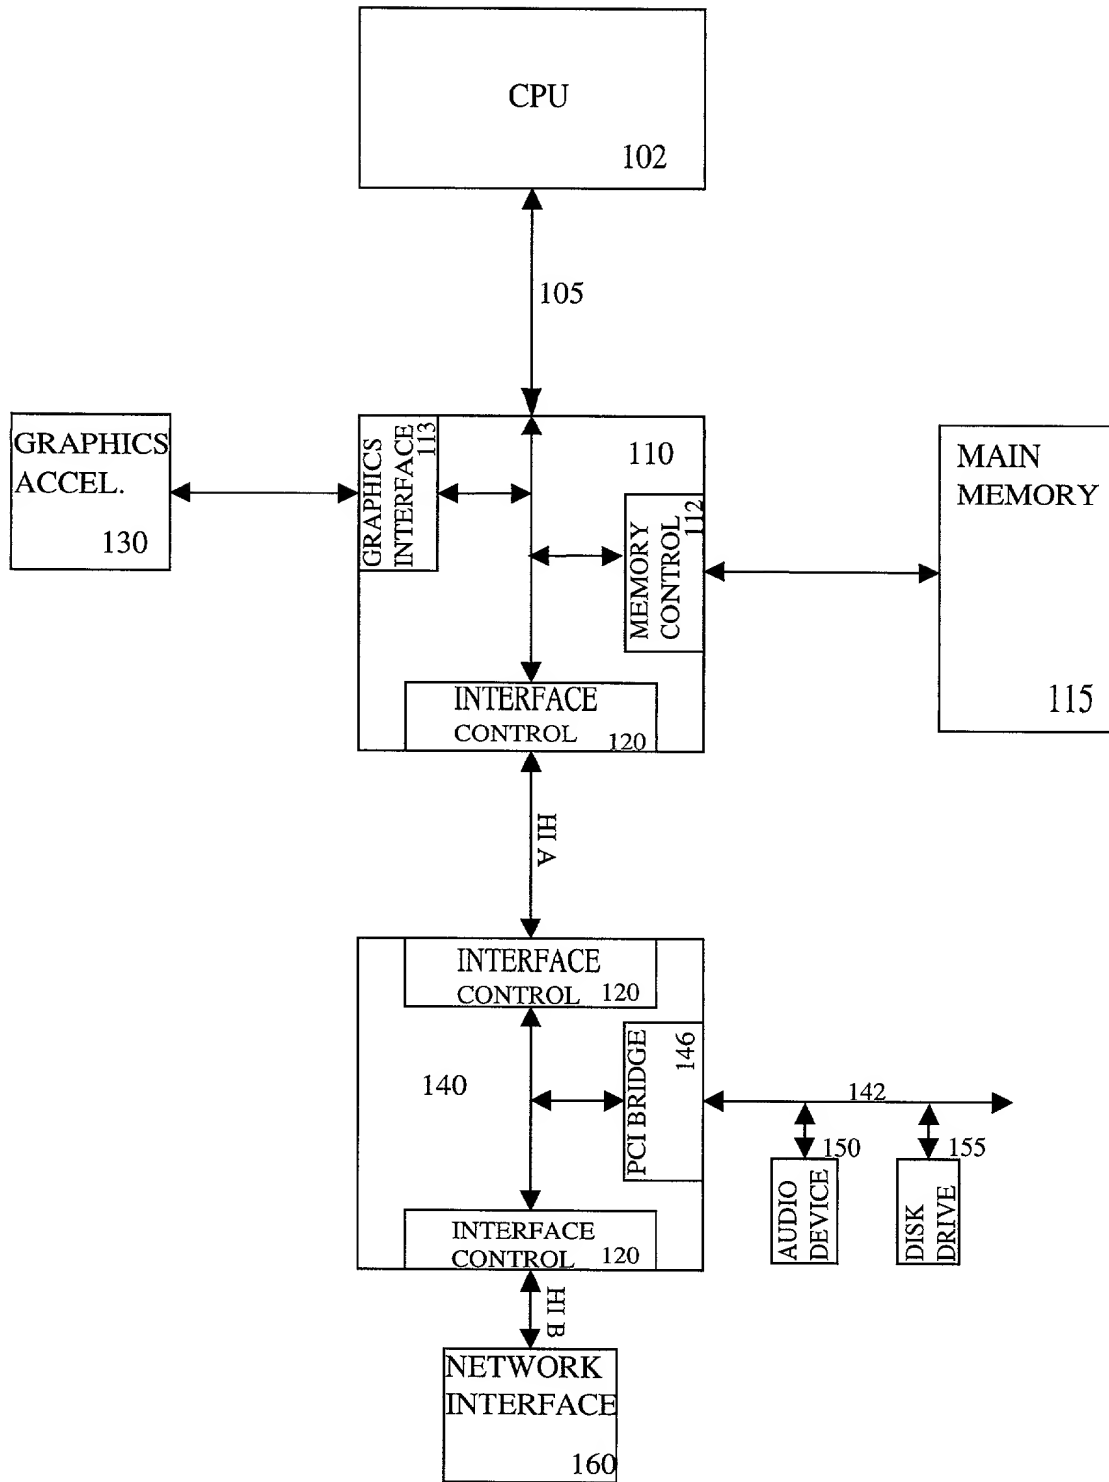 CPU
102
105
GRAPHICS
ACCEL.
130
GRAPHICS
INTERFACE
113
110
MEMORY
CONTROL
112
MAIN
MEMORY
115
INTERFACE
CONTROL
120
HI A
INTERFACE
CONTROL
120
140
PCI BRIDGE
146
142
150
AUDIO
DEVICE
155
DISK
DRIVE
INTERFACE
CONTROL
120
HI B
NETWORK
INTERFACE
160